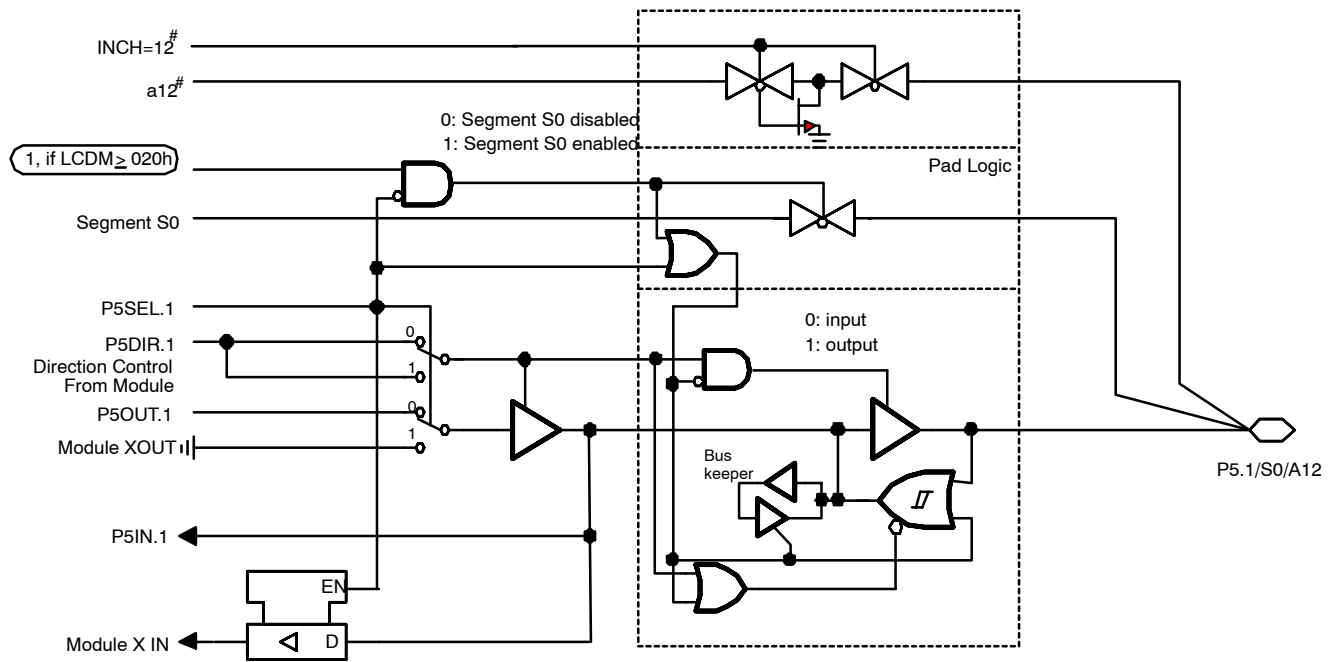 INCH=12#
a12#
0: Segment S0 disabled
1: Segment S0 enabled
1, if LCDM≥ 020h
Pad Logic
Segment S0
P5SEL.1
P5DIR.1
0
Direction Control
From Module
1
P5OUT.1
0
Module XOUT
1
0: input
1: output
Bus
keeper
P5.1/S0/A12
P5IN.1
EN
Module X IN
D